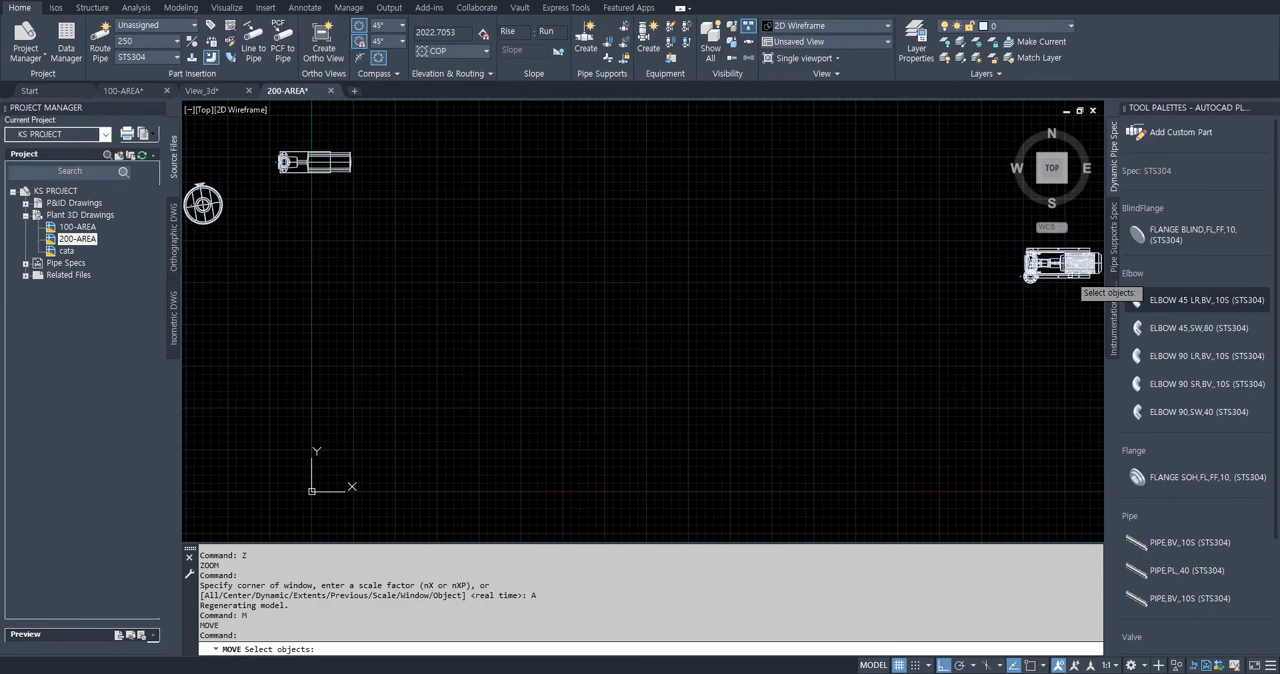 Home Isos Structure Analysis Modeling Visualize Insert Annotate Manage Output Add-ins Collaborate Vault Express Tools Featured Apps
Project Manager
Data Manager
Project
Route Pipe
Unassigned
250
STS304
Line to Pipe
PCF to Pipe
Part Insertion
Create Ortho View
Ortho Views
45°
45°
Compass
2022.7053
COP
Elevation & Routing
Rise Run
Slope
Slope
Create
Pipe Supports
Create
Equipment
Show All
Visibility
2D Wireframe
Unsaved View
Single viewport
View
Layer Properties
0
Make Current
Match Layer
Layers
Start 100-AREA* View_3d* 200-AREA*
PROJECT MANAGER
Current Project:
KS PROJECT
Project
Search
KS PROJECT
P&ID Drawings
Plant 3D Drawings
100-AREA
200-AREA
cata
Pipe Specs
Related Files
Preview
Source Files
Orthographic DWG
Isometric DWG
[−][Top][2D Wireframe]
N
W TOP E
S
WCS
Select objects:
Y
X
Command: Z
ZOOM
Command:
Specify corner of window, enter a scale factor (nX or nXP), or
[All/Center/Dynamic/Extents/Previous/Scale/Window/Object] <real time>: A
Regenerating model.
Command: M
MOVE
Command:
MOVE Select objects:
TOOL PALETTES - AUTOCAD PL...
Dynamic Pipe Spec
Pipe Supports Spec
Instrumentation
Add Custom Part
Spec: STS304
BlindFlange
FLANGE BLIND,FL,FF,10,
(STS304)
Elbow
ELBOW 45 LR,BV,,10S (STS304)
ELBOW 45,SW,80 (STS304)
ELBOW 90 LR,BV,,10S (STS304)
ELBOW 90 SR,BV,,10S (STS304)
ELBOW 90,SW,40 (STS304)
Flange
FLANGE SOH,FL,FF,10, (STS304)
Pipe
PIPE,BV,,10S (STS304)
PIPE,PL,,40 (STS304)
PIPE,BV,,10S (STS304)
Valve
MODEL 1:1